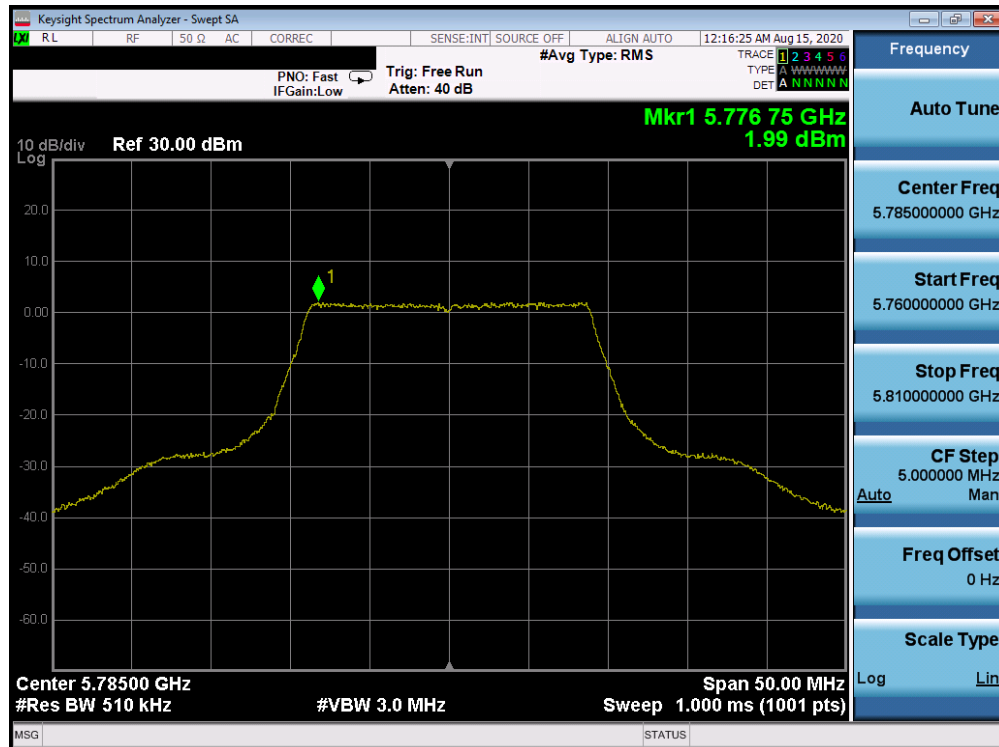 Keysight Spectrum Analyzer - Swept SA
LXI RL RF 50 Ω AC CORREC SENSE:INT SOURCE OFF ALIGN AUTO 12:16:25 AM Aug 15, 2020
#Avg Type: RMS
PNO: Fast
IFGain:Low
Trig: Free Run
Atten: 40 dB
TRACE 1 2 3 4 5 6
TYPE A WWWWW
DET A N N N N N
Mkr1 5.776 75 GHz
1.99 dBm
10 dB/div Ref 30.00 dBm
Log
20.0
10.0
1
0.00
-10.0
-20.0
-30.0
-40.0
-50.0
-60.0
Center 5.78500 GHz Span 50.00 MHz
#Res BW 510 kHz #VBW 3.0 MHz Sweep 1.000 ms (1001 pts)
MSG STATUS
Frequency
Auto Tune
Center Freq
5.785000000 GHz
Start Freq
5.760000000 GHz
Stop Freq
5.810000000 GHz
CF Step
5.000000 MHz
Auto Man
Freq Offset
0 Hz
Scale Type
Log Lin